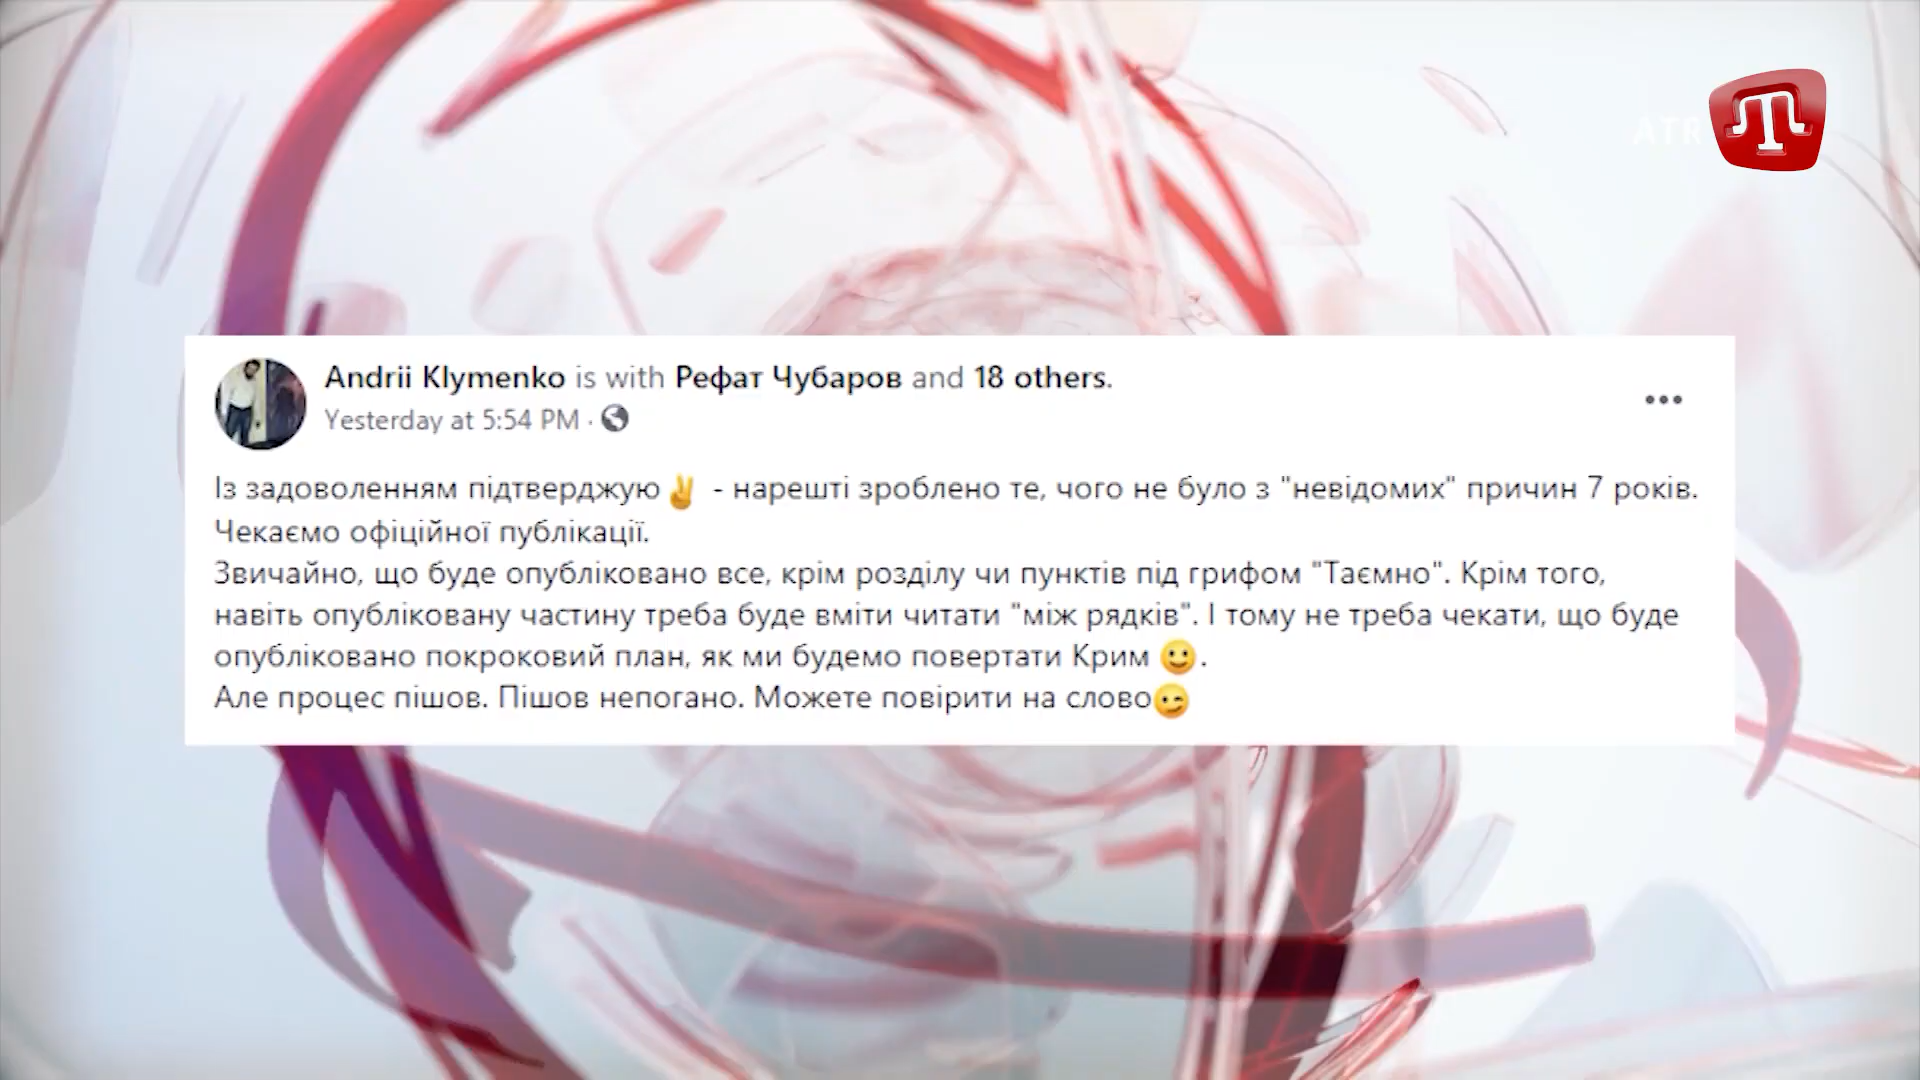 ATR
Andrii Klymenko is with Рефат Чубаров and 18 others.
Yesterday at 5:54 PM ·
Із задоволенням підтверджую✌ - нарешті зроблено те, чого не було з "невідомих" причин 7 років.
Чекаємо офіційної публікації.
Звичайно, що буде опубліковано все, крім розділу чи пунктів під грифом "Таємно". Крім того,
навіть опубліковану частину треба буде вміти читати "між рядків". І тому не треба чекати, що буде
опубліковано покроковий план, як ми будемо повертати Крим 🙂.
Але процес пішов. Пішов непогано. Можете повірити на слово😉